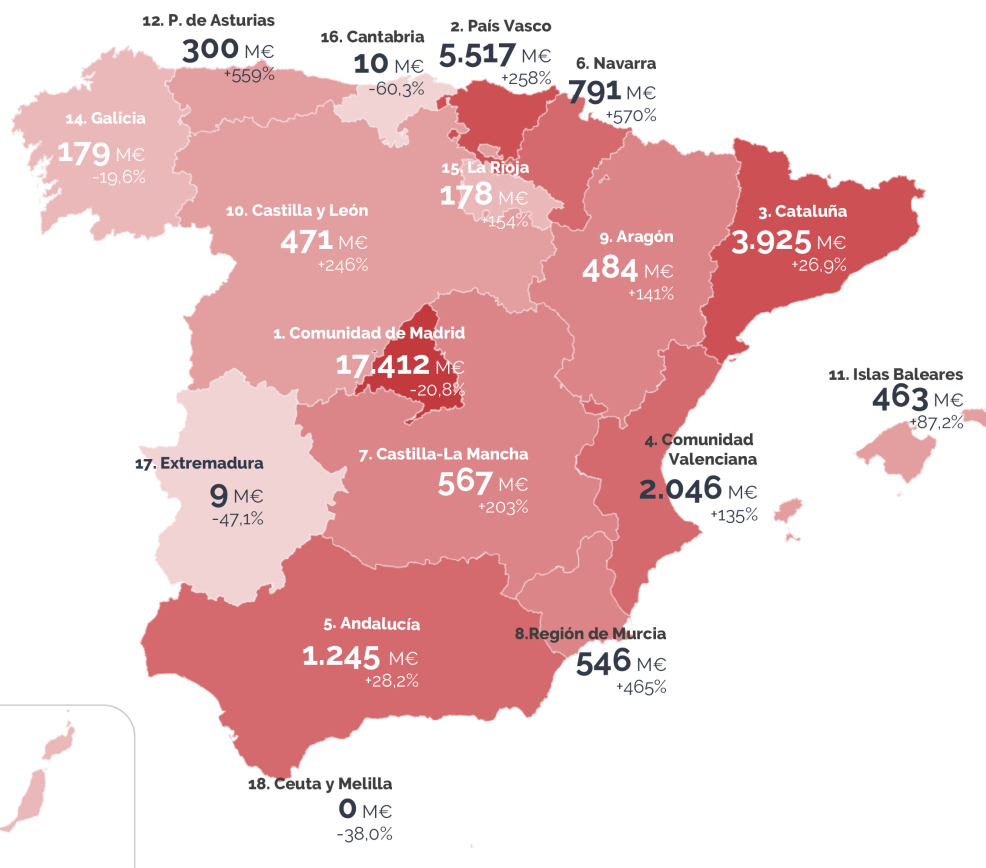 12. P. de Asturias
300 M€
+559%
16. Cantabria
10 M€
-60,3%
2. País Vasco
5.517 M€
+258%
6. Navarra
791 M€
+570%
14. Galicia
179 M€
-19,6%
15. La Rioja
178 M€
+154%
10. Castilla y León
471 M€
+246%
9. Aragón
484 M€
+141%
3. Cataluña
3.925 M€
+26,9%
1. Comunidad de Madrid
17.412 M€
-20,8%
11. Islas Baleares
463 M€
+87,2%
17. Extremadura
9 M€
-47,1%
7. Castilla-La Mancha
567 M€
+203%
4. Comunidad
Valenciana
2.046 M€
+135%
5. Andalucía
1.245 M€
+28,2%
8.Región de Murcia
546 M€
+465%
18. Ceuta y Melilla
0 M€
-38,0%